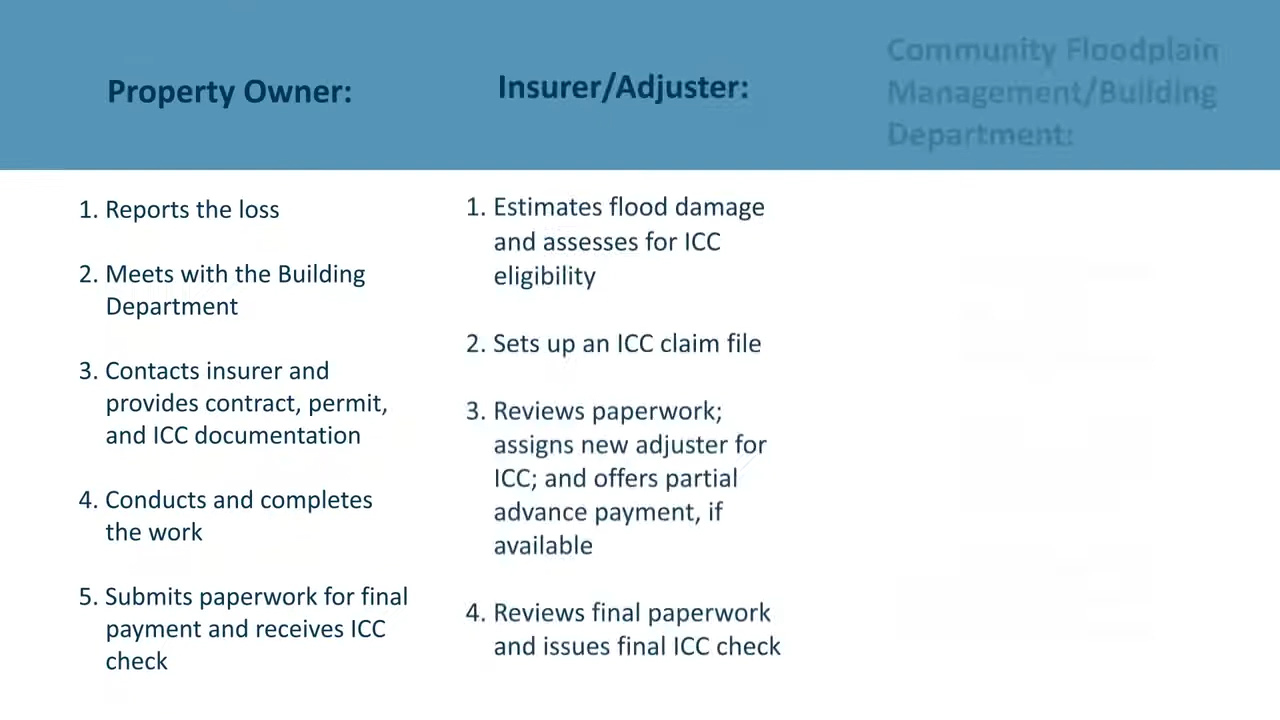 Property Owner:
1. Reports the loss
2. Meets with the Building
Department
3. Contacts insurer and
provides contract, permit,
and ICC documentation
4. Conducts and completes
the work
5. Submits paperwork for final
payment and receives ICC
check
Insurer/Adjuster:
1. Estimates flood damage
and assesses for ICC
eligibility
2. Sets up an ICC claim file
3. Reviews paperwork;
assigns new adjuster for
ICC; and offers partial
advance payment, if
available
4. Reviews final paperwork
and issues final ICC check
Community Floodplain
Management/Building
Department: